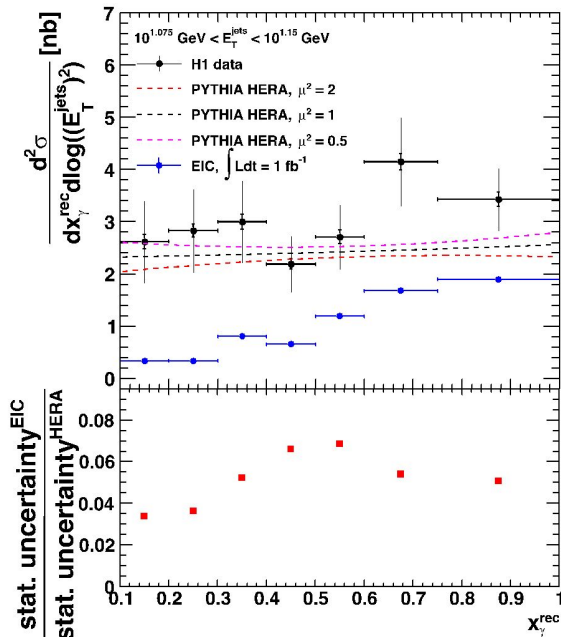 10^1.075 GeV < E_T^jets < 10^1.15 GeV
H1 data
PYTHIA HERA, μ² = 2
PYTHIA HERA, μ² = 1
PYTHIA HERA, μ² = 0.5
EIC, ∫ Ldt = 1 fb⁻¹
d²σ
dx_γ^rec dlog((E_T^jets)²) [nb]
7
6
5
4
3
2
1
0
stat. uncertainty^EIC
stat. uncertainty^HERA
0.08
0.06
0.04
0.02
0
0.1 0.2 0.3 0.4 0.5 0.6 0.7 0.8 0.9 1
x_γ^rec